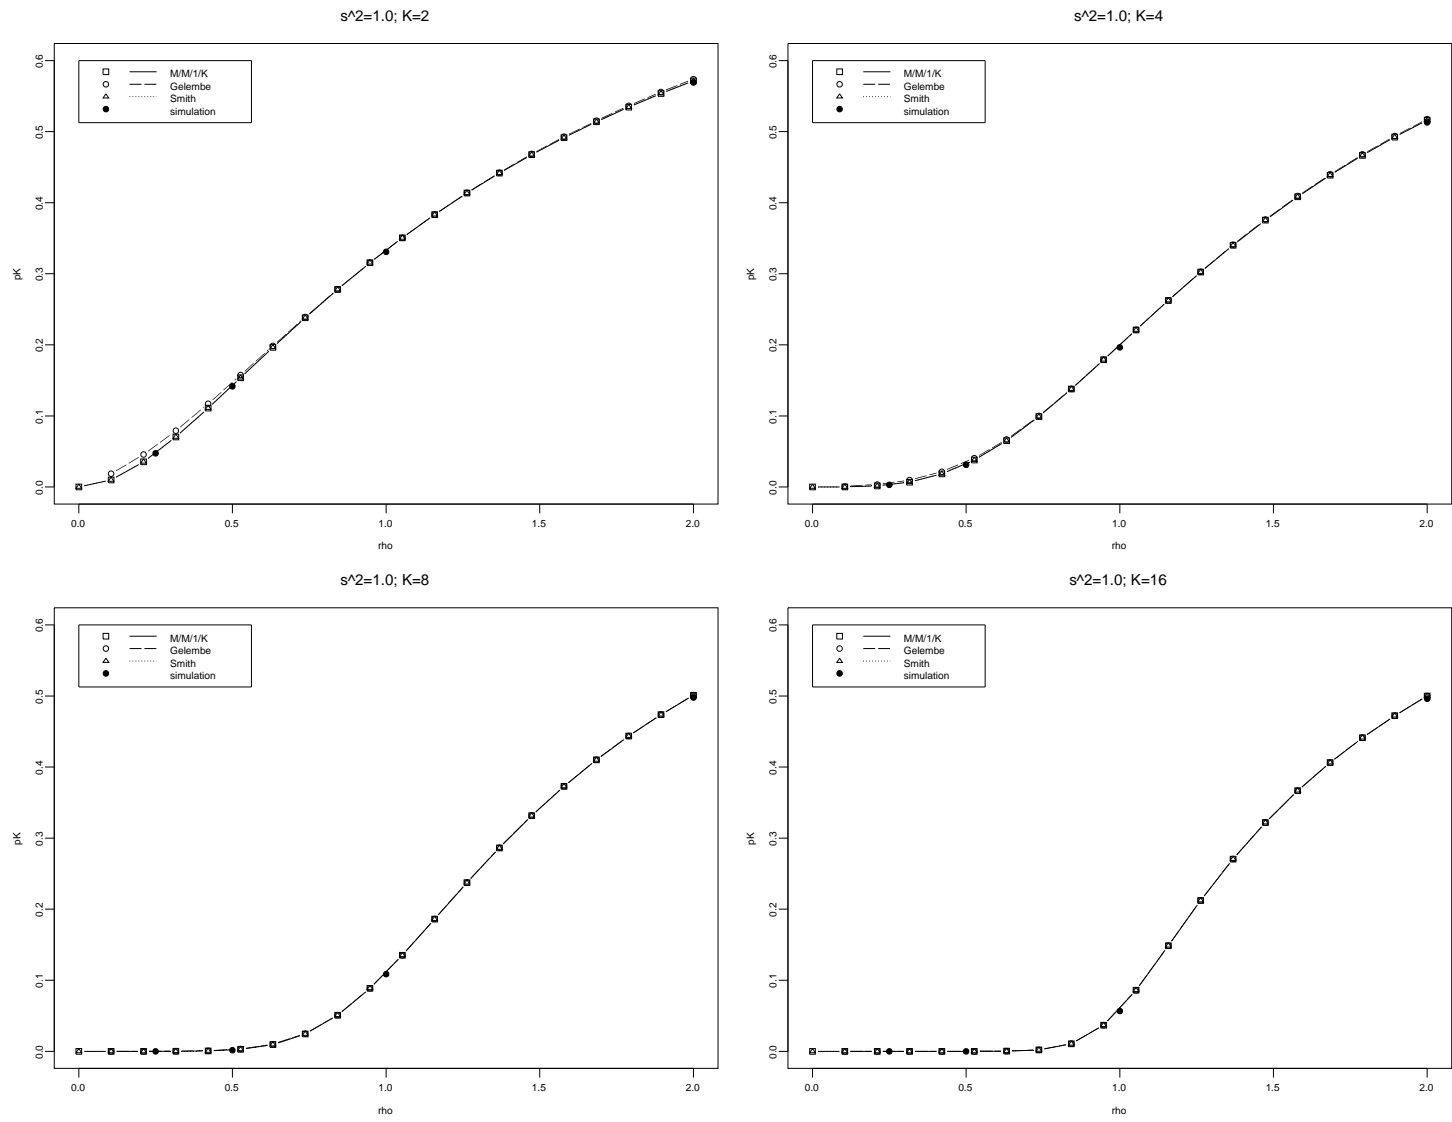 s^2=1.0; K=2
0.6
0.5
0.4
0.3
0.2
0.1
0.0
pK
M/M/1/K
Gelembe
Smith
simulation
0.0 0.5 1.0 1.5 2.0
rho
s^2=1.0; K=4
0.6
0.5
0.4
0.3
0.2
0.1
0.0
pK
M/M/1/K
Gelembe
Smith
simulation
0.0 0.5 1.0 1.5 2.0
rho
s^2=1.0; K=8
0.6
0.5
0.4
0.3
0.2
0.1
0.0
pK
M/M/1/K
Gelembe
Smith
simulation
0.0 0.5 1.0 1.5 2.0
rho
s^2=1.0; K=16
0.6
0.5
0.4
0.3
0.2
0.1
0.0
pK
M/M/1/K
Gelembe
Smith
simulation
0.0 0.5 1.0 1.5 2.0
rho